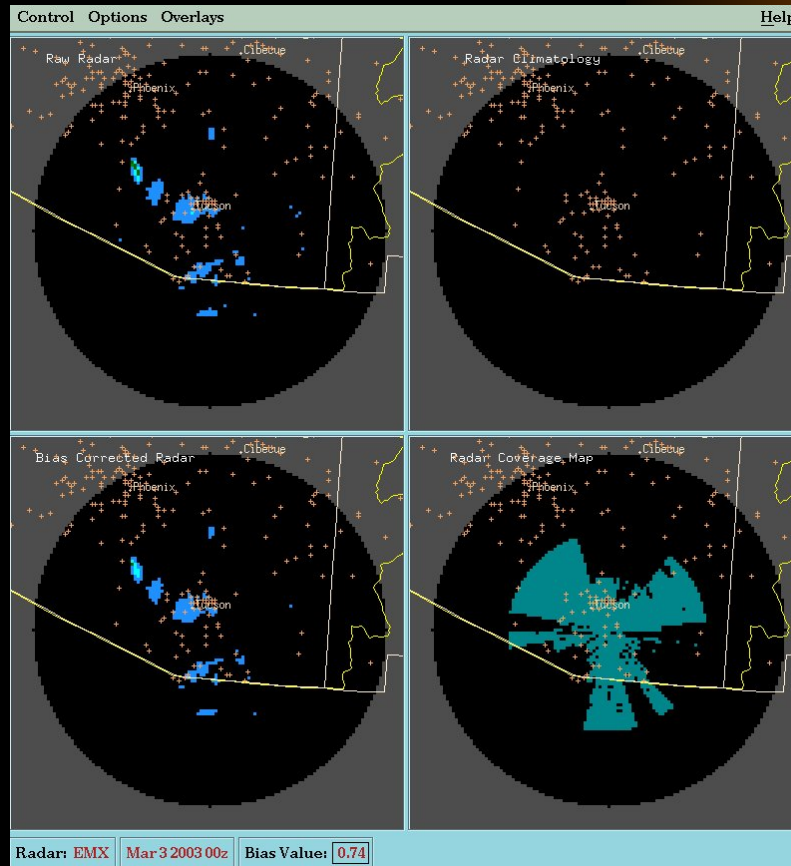 Control Options Overlays Help
Raw Radar
.Cibecue
Phoenix
Tucson
Radar Climatology
.Cibecue
Phoenix
Tucson
Bias Corrected Radar
.Cibecue
Phoenix
Tucson
Radar Coverage Map
.Cibecue
Phoenix
Tucson
Radar: EMX Mar 3 2003 00z Bias Value: 0.74